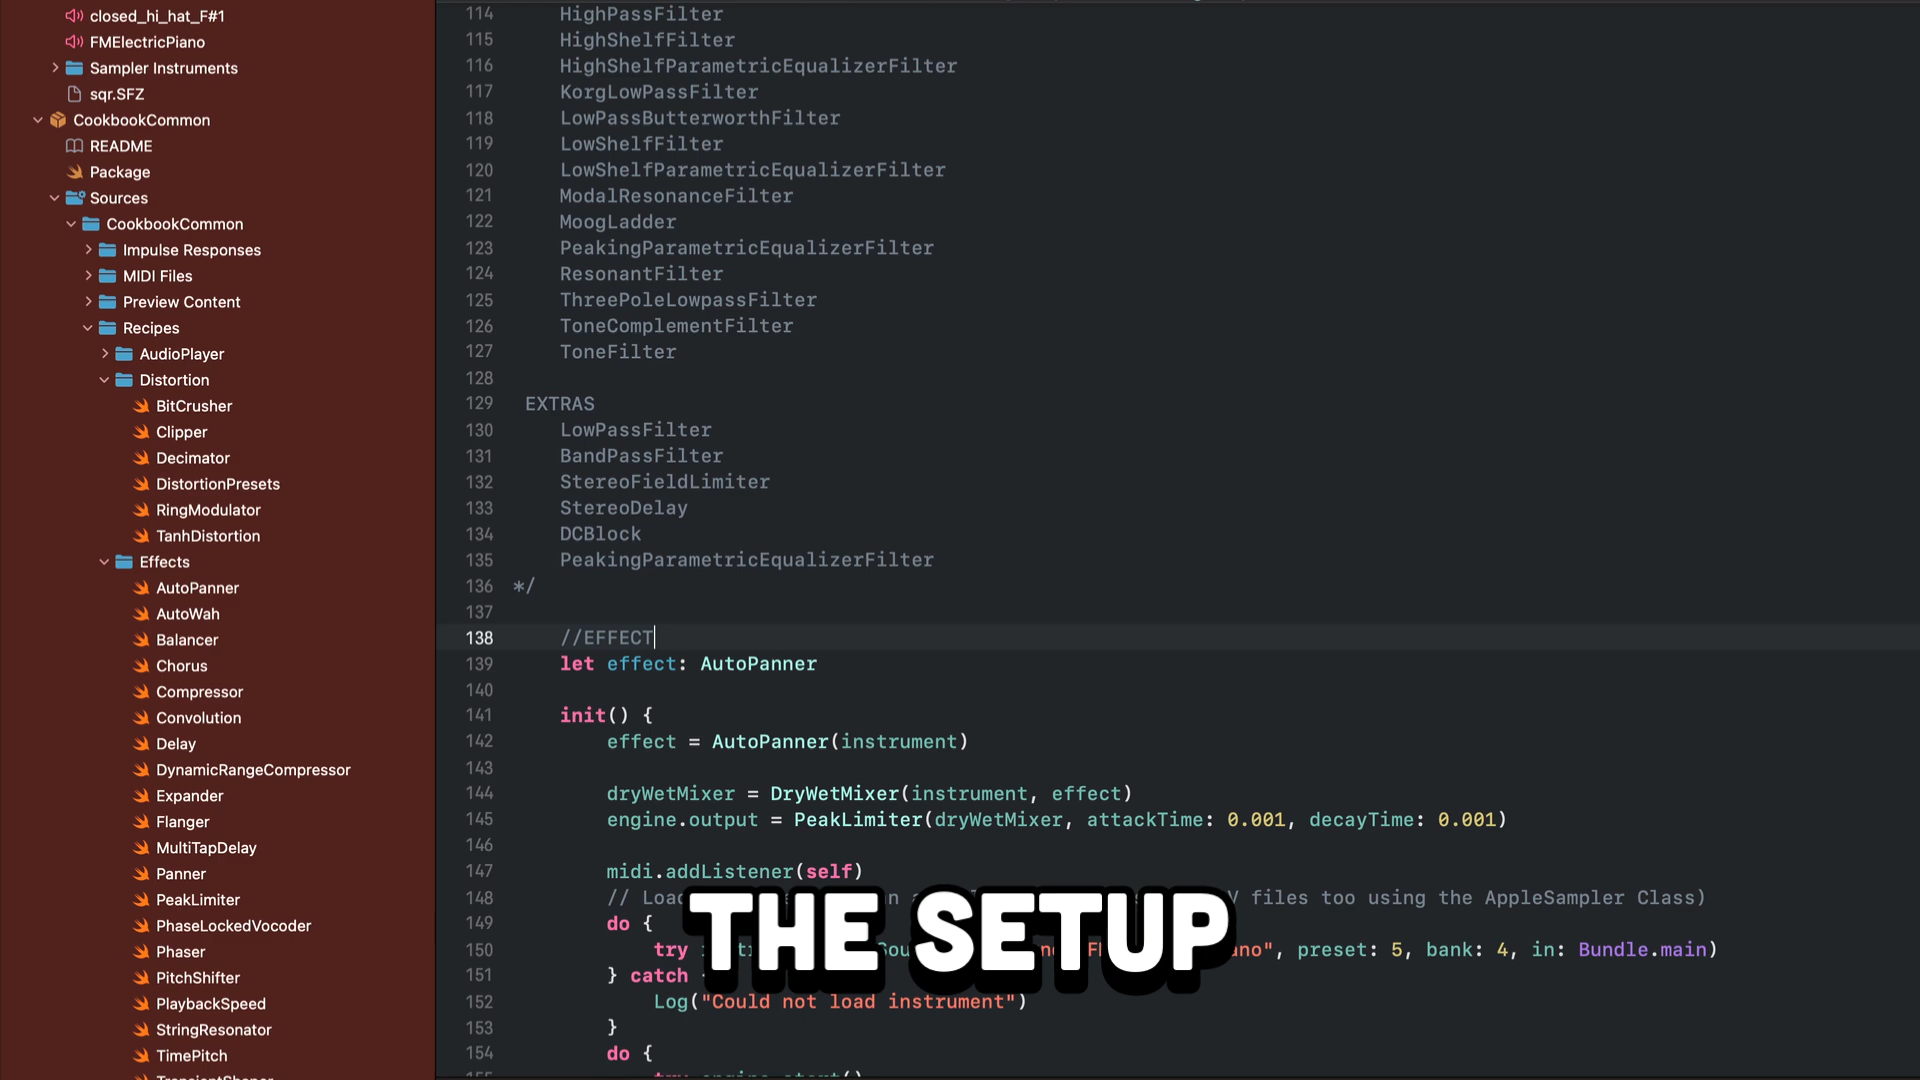 closed_hi_hat_F#1
FMElectricPiano
Sampler Instruments
sqr.SFZ
CookbookCommon
README
Package
Sources
CookbookCommon
Impulse Responses
MIDI Files
Preview Content
Recipes
AudioPlayer
Distortion
BitCrusher
Clipper
Decimator
DistortionPresets
RingModulator
TanhDistortion
Effects
AutoPanner
AutoWah
Balancer
Chorus
Compressor
Convolution
Delay
DynamicRangeCompressor
Expander
Flanger
MultiTapDelay
Panner
PeakLimiter
PhaseLockedVocoder
Phaser
PitchShifter
PlaybackSpeed
StringResonator
TimePitch
114 HighPassFilter
115 HighShelfFilter
116 HighShelfParametricEqualizerFilter
117 KorgLowPassFilter
118 LowPassButterworthFilter
119 LowShelfFilter
120 LowShelfParametricEqualizerFilter
121 ModalResonanceFilter
122 MoogLadder
123 PeakingParametricEqualizerFilter
124 ResonantFilter
125 ThreePoleLowpassFilter
126 ToneComplementFilter
127 ToneFilter
128
129 EXTRAS
130 LowPassFilter
131 BandPassFilter
132 StereoFieldLimiter
133 StereoDelay
134 DCBlock
135 PeakingParametricEqualizerFilter
136 */
137
138 //EFFECT
139 let effect: AutoPanner
140
141 init() {
142 effect = AutoPanner(instrument)
143
144 dryWetMixer = DryWetMixer(instrument, effect)
145 engine.output = PeakLimiter(dryWetMixer, attackTime: 0.001, decayTime: 0.001)
146
147 midi.addListener(self)
148 // files too using the AppleSampler Class)
149 do {
150 try preset: 5, bank: 4, in: Bundle.main)
151 } catch
152 Log("Could not load instrument")
153 }
154 do {
THE SETUP